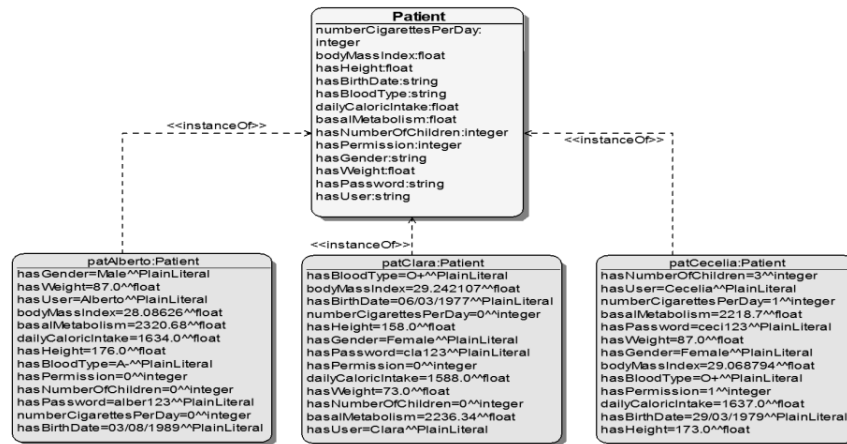 Patient
numberCigarettesPerDay:
integer
bodyMassIndex:float
hasHeight:float
hasBirthDate:string
hasBloodType:string
dailyCaloricIntake:float
basalMetabolism:float
hasNumberOfChildren:integer
hasPermission:integer
hasGender:string
hasWeight:float
hasPassword:string
hasUser:string
<<instanceOf>>
<<instanceOf>>
<<instanceOf>>
patAlberto:Patient
hasGender=Male^^PlainLiteral
hasWeight=87.0^^float
hasUser=Alberto^^PlainLiteral
bodyMassIndex=28.08626^^float
basalMetabolism=2320.68^^float
dailyCaloricIntake=1634.0^^float
hasHeight=176.0^^float
hasBloodType=A-^^PlainLiteral
hasPermission=0^^integer
hasNumberOfChildren=0^^integer
hasPassword=alber123^^PlainLiteral
numberCigarettesPerDay=0^^integer
hasBirthDate=03/08/1989^^PlainLiteral
patClara:Patient
hasBloodType=O+^^PlainLiteral
bodyMassIndex=29.242107^^float
hasBirthDate=06/03/1977^^PlainLiteral
numberCigarettesPerDay=0^^integer
hasHeight=158.0^^float
hasGender=Female^^PlainLiteral
hasPassword=cla123^^PlainLiteral
hasPermission=0^^integer
dailyCaloricIntake=1588.0^^float
hasWeight=73.0^^float
hasNumberOfChildren=0^^integer
basalMetabolism=2236.34^^float
hasUser=Clara^^PlainLiteral
patCecelia:Patient
hasNumberOfChildren=3^^integer
hasUser=Cecelia^^PlainLiteral
numberCigarettesPerDay=1^^integer
basalMetabolism=2218.7^^float
hasPassword=ceci123^^PlainLiteral
hasWeight=87.0^^float
hasGender=Female^^PlainLiteral
bodyMassIndex=29.068794^^float
hasBloodType=O+^^PlainLiteral
hasPermission=1^^integer
dailyCaloricIntake=1637.0^^float
hasBirthDate=29/03/1979^^PlainLiteral
hasHeight=173.0^^float